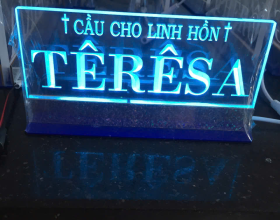 † CẦU CHO LINH HỒN †
TÊRÊSA